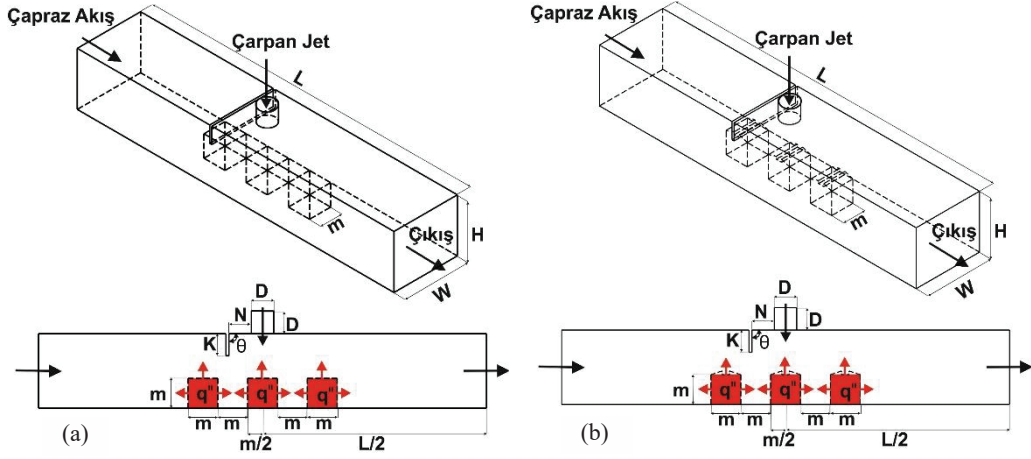 Çapraz Akış
Çarpan Jet
L
m
Çıkış
H
W
D
N
D
K
θ
m
q"
q"
q"
m
m
m
m
m/2
L/2
(a)
Çapraz Akış
Çarpan Jet
L
m
Çıkış
H
W
D
N
D
K
θ
m
q"
q"
q"
m
m
m
m
m/2
L/2
(b)